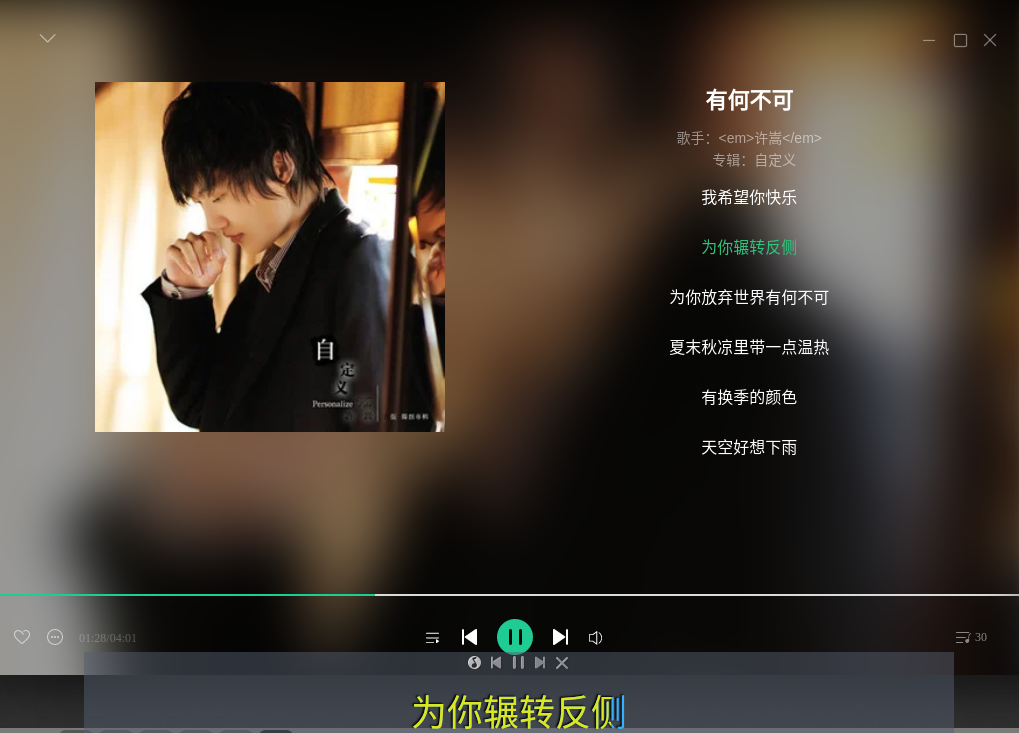 有何不可
歌手：<em>许嵩</em>
专辑：自定义
我希望你快乐
为你辗转反侧
为你放弃世界有何不可
夏末秋凉里带一点温热
有换季的颜色
天空好想下雨
自
定
义
Personalize
01:28/04:01
30
为你辗转反侧